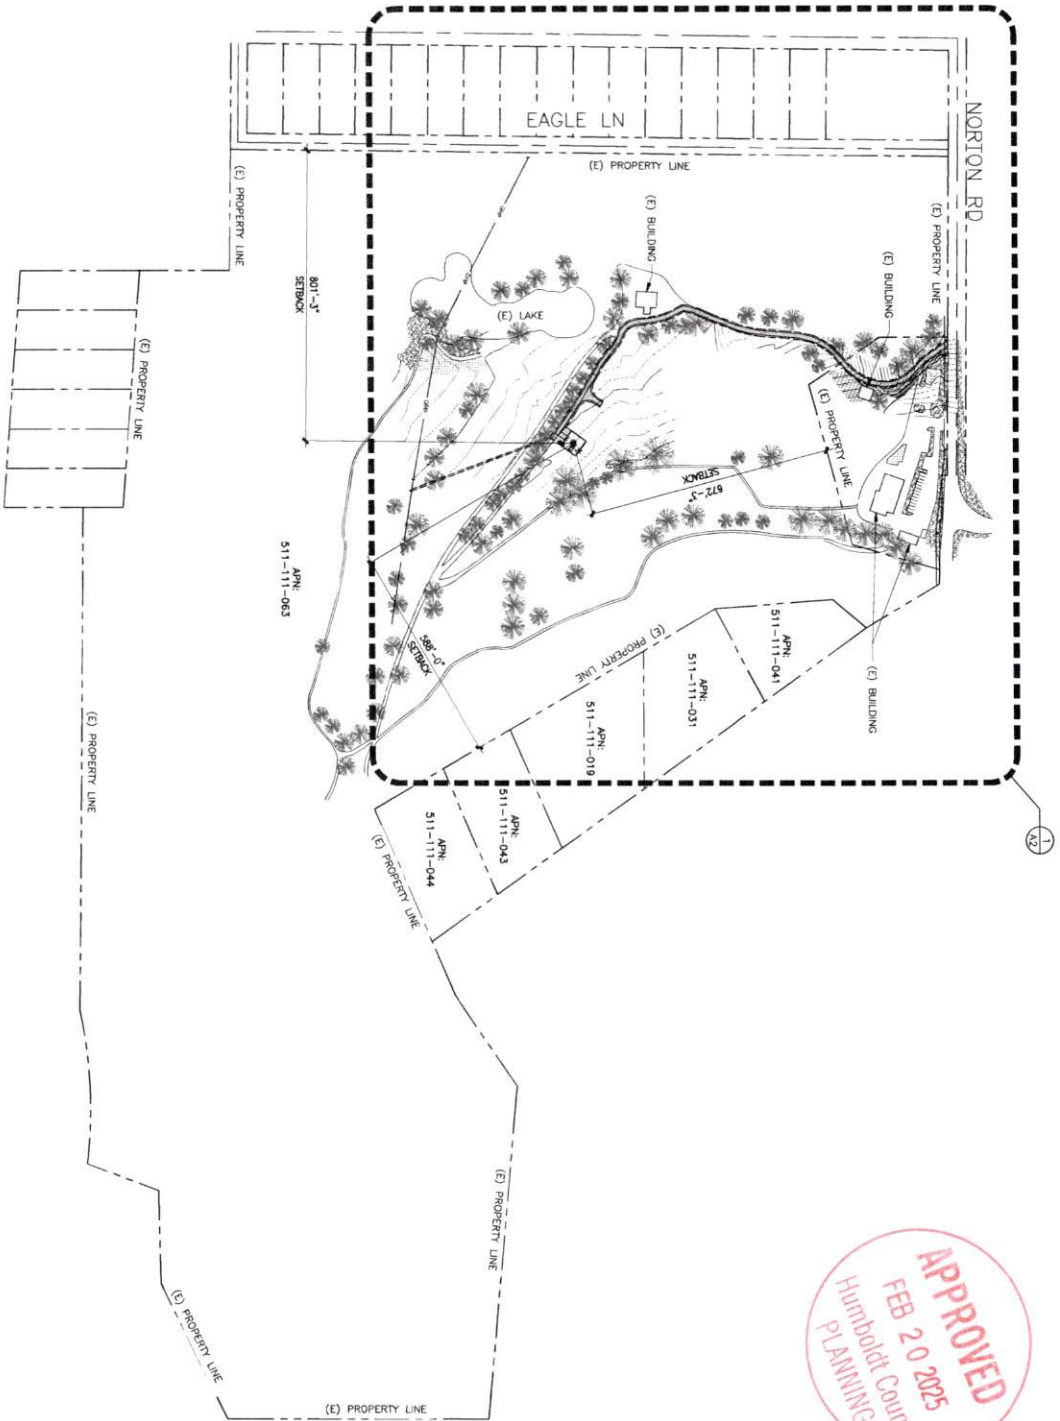 NORTON RD
EAGLE LN
(E) PROPERTY LINE
(E) PROPERTY LINE
(E) PROPERTY LINE
(E) BUILDING
(E) BUILDING
801'-3"
SETBACK
(E) LAKE
(E) PROPERTY LINE
(E) PROPERTY LINE
672'-3"
SETBACK
APN:
511-111-063
586'-0"
SETBACK
(E) PROPERTY LINE
APN:
511-111-041
APN:
511-111-031
(E) BUILDING
APN:
511-111-019
APN:
511-111-043
APN:
511-111-044
(E) PROPERTY LINE
(E) PROPERTY LINE
1
A2
(E) PROPERTY LINE
(E) PROPERTY LINE
(E) PROPERTY LINE
APPROVED
FEB 20 2025
Humboldt Coun
PLANNING